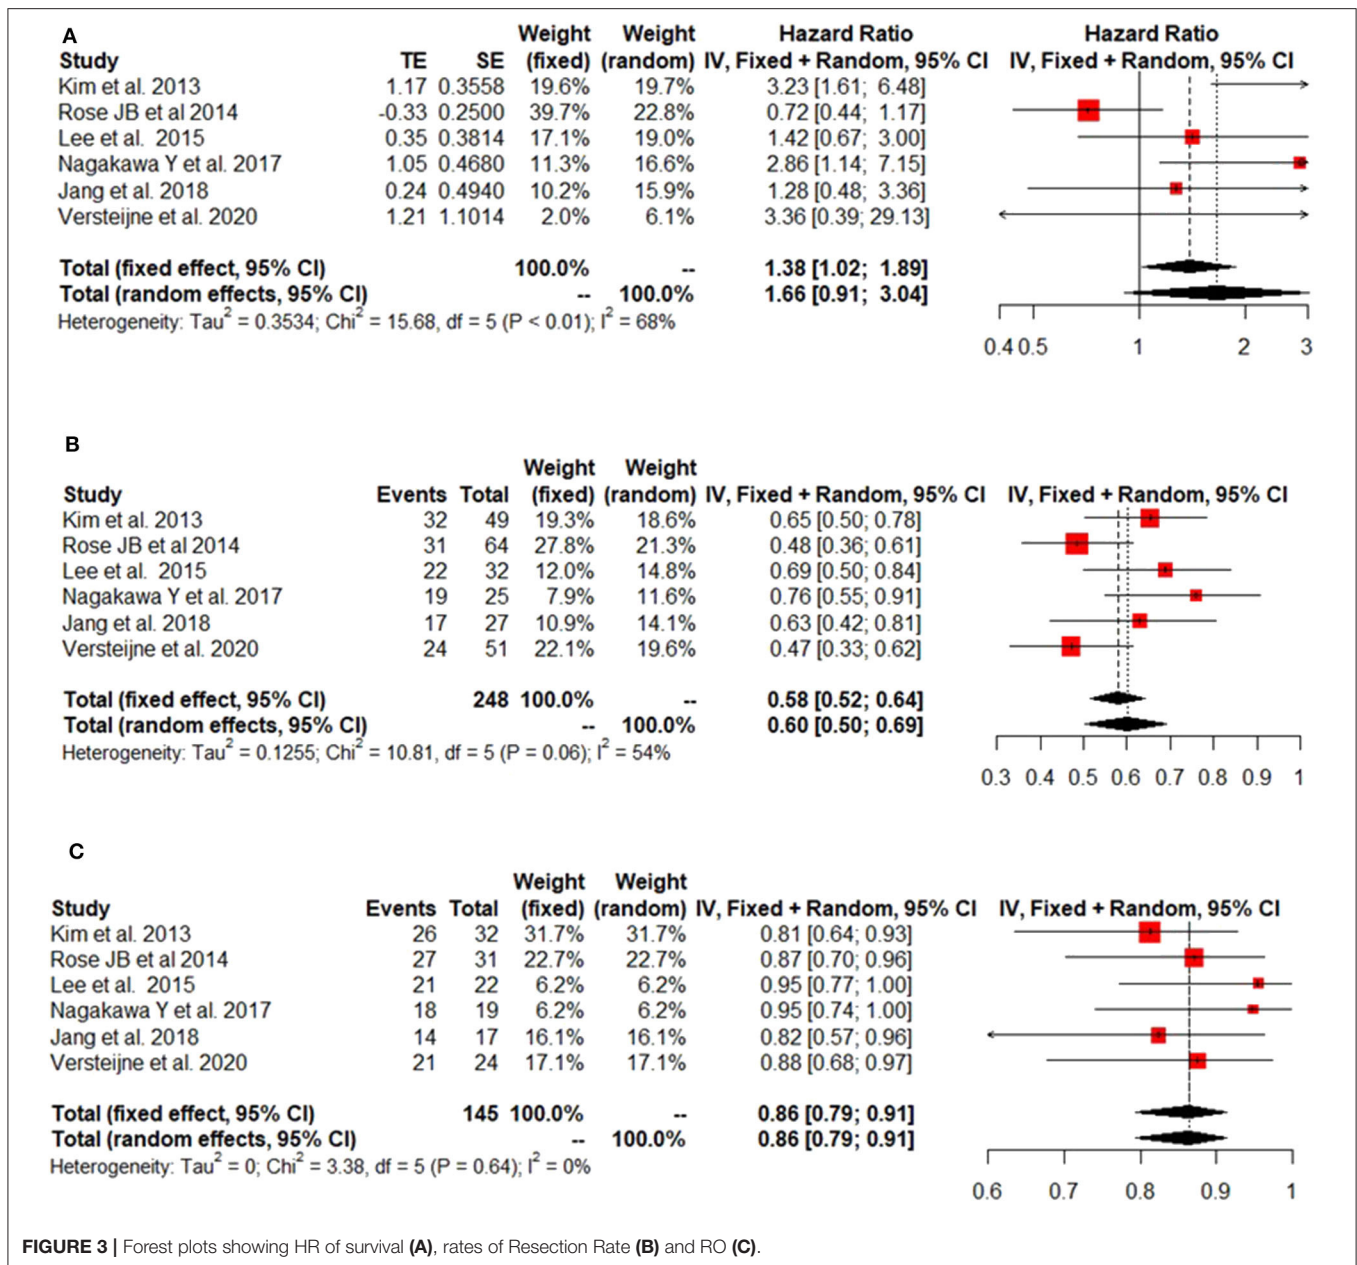 A
Weight Weight Hazard Ratio Hazard Ratio
Study TE SE (fixed) (random) IV, Fixed + Random, 95% CI IV, Fixed + Random, 95% CI
Kim et al. 2013 1.17 0.3558 19.6% 19.7% 3.23 [1.61; 6.48]
Rose JB et al 2014 -0.33 0.2500 39.7% 22.8% 0.72 [0.44; 1.17]
Lee et al. 2015 0.35 0.3814 17.1% 19.0% 1.42 [0.67; 3.00]
Nagakawa Y et al. 2017 1.05 0.4680 11.3% 16.6% 2.86 [1.14; 7.15]
Jang et al. 2018 0.24 0.4940 10.2% 15.9% 1.28 [0.48; 3.36]
Versteijne et al. 2020 1.21 1.1014 2.0% 6.1% 3.36 [0.39; 29.13]
Total (fixed effect, 95% CI) 100.0% -- 1.38 [1.02; 1.89]
Total (random effects, 95% CI) -- 100.0% 1.66 [0.91; 3.04]
Heterogeneity: Tau² = 0.3534; Chi² = 15.68, df = 5 (P < 0.01); I² = 68%
0.4 0.5 1 2 3
B
Weight Weight
Study Events Total (fixed) (random) IV, Fixed + Random, 95% CI IV, Fixed + Random, 95% CI
Kim et al. 2013 32 49 19.3% 18.6% 0.65 [0.50; 0.78]
Rose JB et al 2014 31 64 27.8% 21.3% 0.48 [0.36; 0.61]
Lee et al. 2015 22 32 12.0% 14.8% 0.69 [0.50; 0.84]
Nagakawa Y et al. 2017 19 25 7.9% 11.6% 0.76 [0.55; 0.91]
Jang et al. 2018 17 27 10.9% 14.1% 0.63 [0.42; 0.81]
Versteijne et al. 2020 24 51 22.1% 19.6% 0.47 [0.33; 0.62]
Total (fixed effect, 95% CI) 248 100.0% -- 0.58 [0.52; 0.64]
Total (random effects, 95% CI) -- 100.0% 0.60 [0.50; 0.69]
Heterogeneity: Tau² = 0.1255; Chi² = 10.81, df = 5 (P = 0.06); I² = 54%
0.3 0.4 0.5 0.6 0.7 0.8 0.9 1
C
Weight Weight
Study Events Total (fixed) (random) IV, Fixed + Random, 95% CI IV, Fixed + Random, 95% CI
Kim et al. 2013 26 32 31.7% 31.7% 0.81 [0.64; 0.93]
Rose JB et al 2014 27 31 22.7% 22.7% 0.87 [0.70; 0.96]
Lee et al. 2015 21 22 6.2% 6.2% 0.95 [0.77; 1.00]
Nagakawa Y et al. 2017 18 19 6.2% 6.2% 0.95 [0.74; 1.00]
Jang et al. 2018 14 17 16.1% 16.1% 0.82 [0.57; 0.96]
Versteijne et al. 2020 21 24 17.1% 17.1% 0.88 [0.68; 0.97]
Total (fixed effect, 95% CI) 145 100.0% -- 0.86 [0.79; 0.91]
Total (random effects, 95% CI) -- 100.0% 0.86 [0.79; 0.91]
Heterogeneity: Tau² = 0; Chi² = 3.38, df = 5 (P = 0.64); I² = 0%
0.6 0.7 0.8 0.9 1
FIGURE 3 | Forest plots showing HR of survival (A), rates of Resection Rate (B) and RO (C).